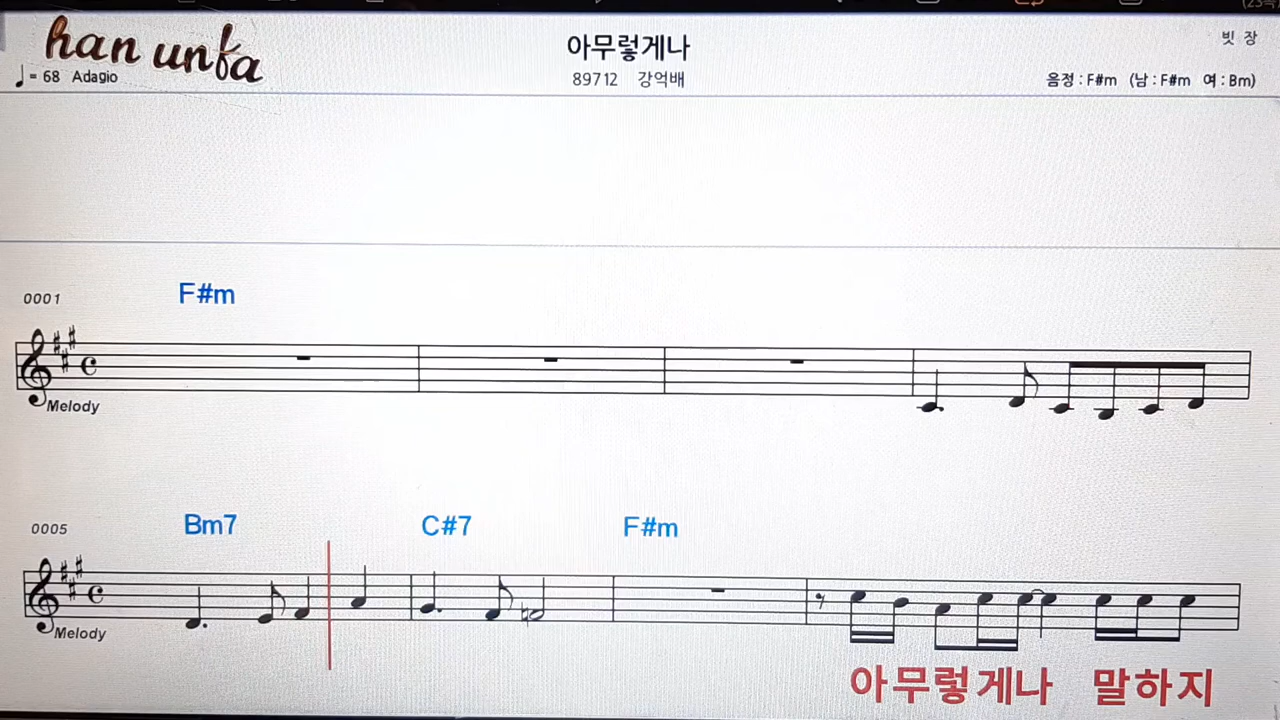 han unfa
아무렇게나
빗 장
♩= 68 Adagio
89712 강억배
음정 : F#m (남 : F#m 여 : Bm)
0001
F#m
Melody
0005
Bm7 C#7 F#m
Melody
아무렇게나 말하지